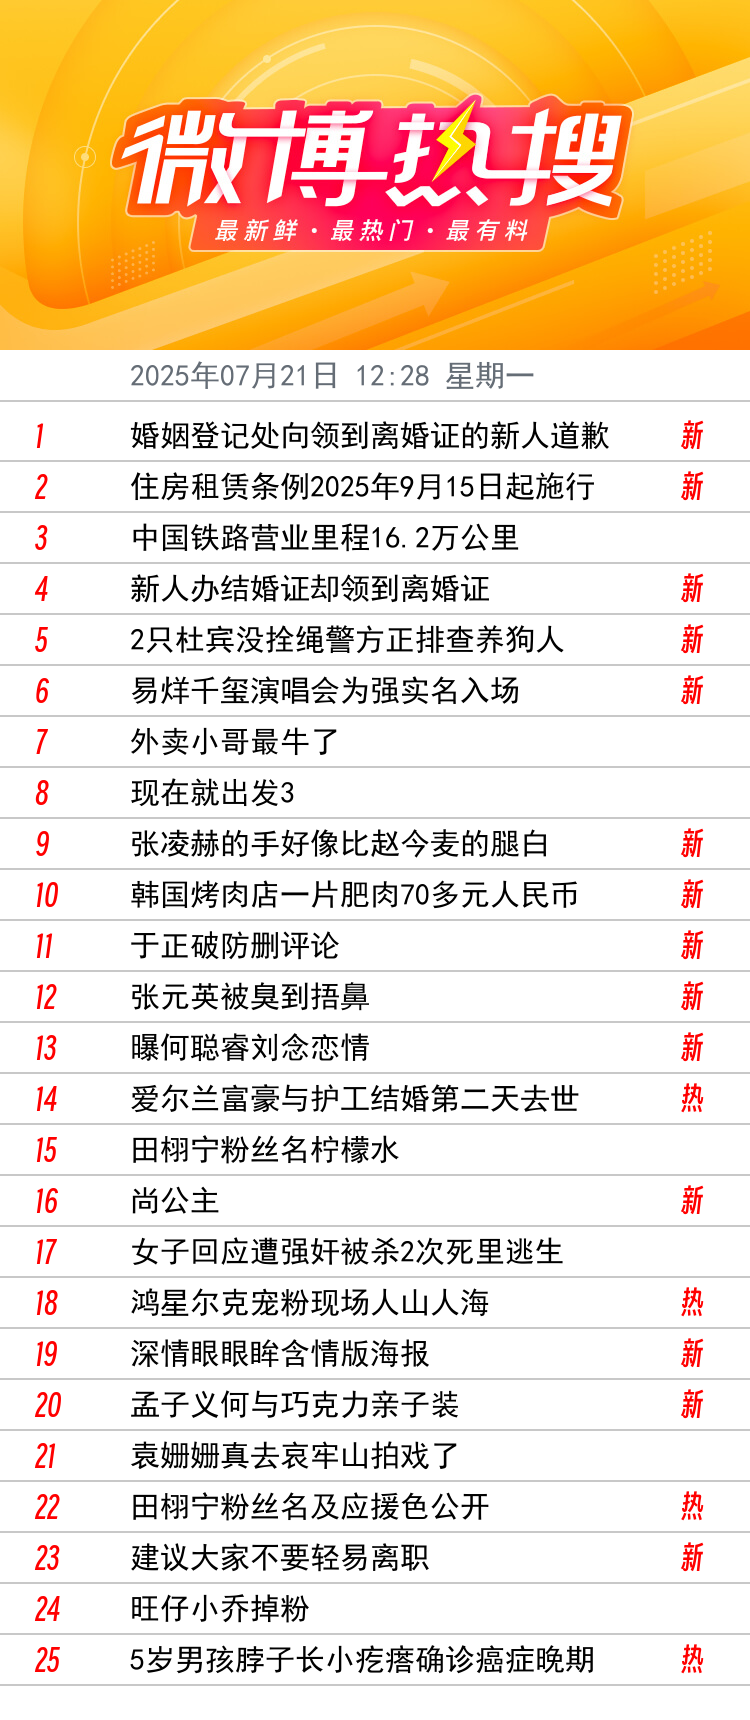 微博热搜
最新鲜·最热门·最有料
2025年07月21日 12:28 星期一
1 婚姻登记处向领到离婚证的新人道歉 新
2 住房租赁条例2025年9月15日起施行 新
3 中国铁路营业里程16.2万公里
4 新人办结婚证却领到离婚证 新
5 2只杜宾没拴绳警方正排查养狗人 新
6 易烊千玺演唱会为强实名入场 新
7 外卖小哥最牛了
8 现在就出发3
9 张凌赫的手好像比赵今麦的腿白 新
10 韩国烤肉店一片肥肉70多元人民币 新
11 于正破防删评论 新
12 张元英被臭到捂鼻 新
13 曝何聪睿刘念恋情 新
14 爱尔兰富豪与护工结婚第二天去世 热
15 田栩宁粉丝名柠檬水
16 尚公主 新
17 女子回应遭强奸被杀2次死里逃生
18 鸿星尔克宠粉现场人山人海 热
19 深情眼眼眸含情版海报 新
20 孟子义何与巧克力亲子装 新
21 袁姗姗真去哀牢山拍戏了
22 田栩宁粉丝名及应援色公开 热
23 建议大家不要轻易离职 新
24 旺仔小乔掉粉
25 5岁男孩脖子长小疙瘩确诊癌症晚期 热